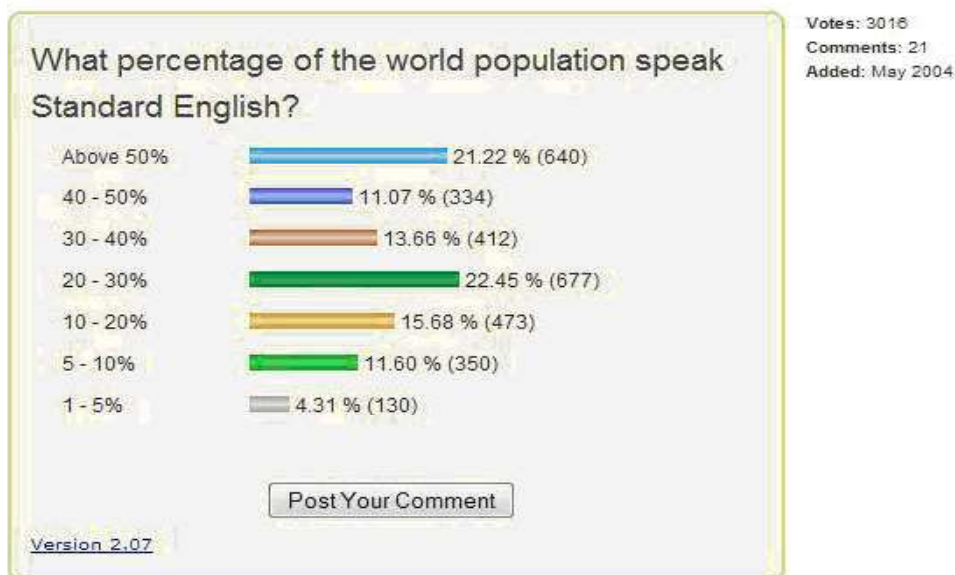 What percentage of the world population speak
Standard English?
Above 50% 21.22 % (640)
40 - 50% 11.07 % (334)
30 - 40% 13.66 % (412)
20 - 30% 22.45 % (677)
10 - 20% 15.68 % (473)
5 - 10% 11.60 % (350)
1 - 5% 4.31 % (130)
Post Your Comment
Version 2.07
Votes: 3016
Comments: 21
Added: May 2004